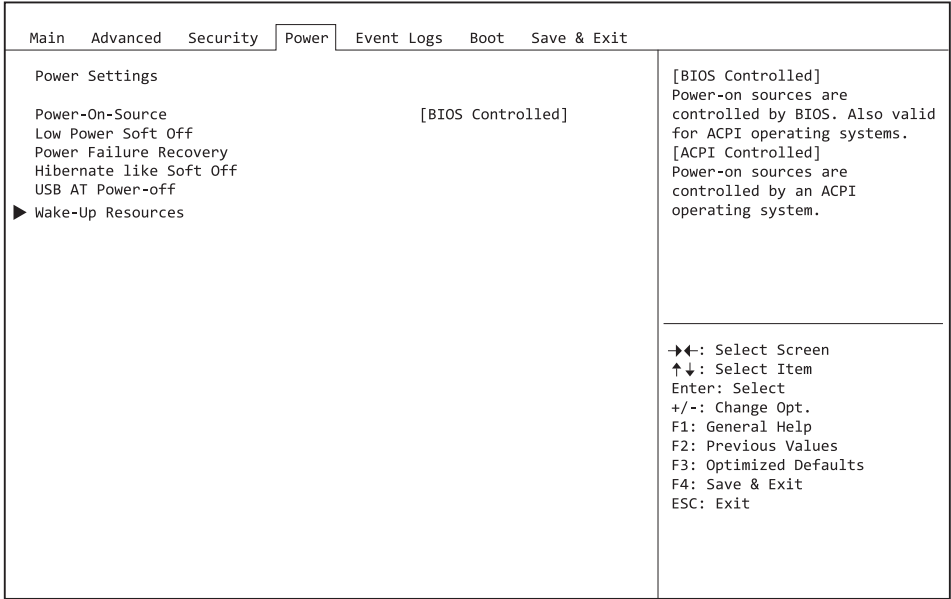 Main Advanced Security Power Event Logs Boot Save & Exit
Power Settings
Power-On-Source [BIOS Controlled]
Low Power Soft Off
Power Failure Recovery
Hibernate like Soft Off
USB AT Power-off
▶ Wake-Up Resources
[BIOS Controlled]
Power-on sources are
controlled by BIOS. Also valid
for ACPI operating systems.
[ACPI Controlled]
Power-on sources are
controlled by an ACPI
operating system.
→←: Select Screen
↑↓: Select Item
Enter: Select
+/-: Change Opt.
F1: General Help
F2: Previous Values
F3: Optimized Defaults
F4: Save & Exit
ESC: Exit